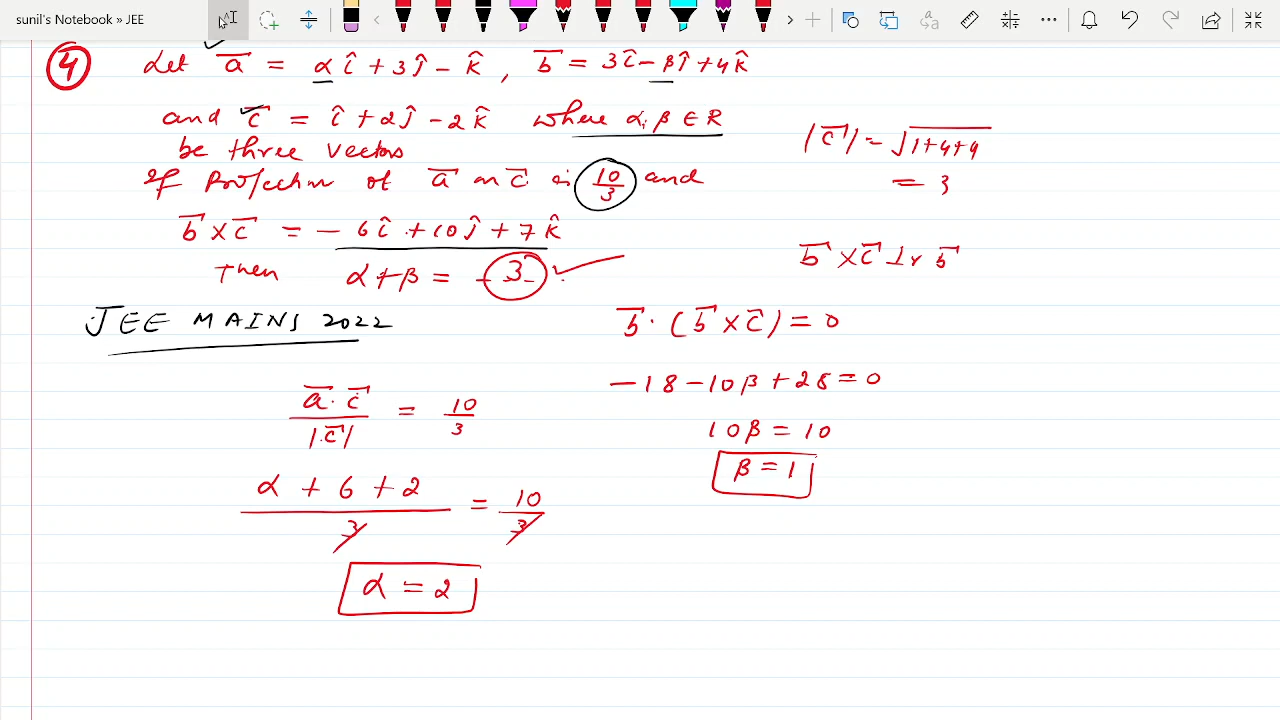 sunil's Notebook » JEE
④ Let a̅ = α î + 3ĵ - k̂, b̅ = 3î - βĵ + 4k̂
and c̅ = î + 2ĵ - 2k̂ where α, β ∈ R
be three vectors
If Projection of a̅ on c̅ is 10/3 and
b̅ × c̅ = - 6î + 10ĵ + 7k̂
Then α + β = 3
JEE MAINS 2022
a̅ · c̅ / |c̅| = 10/3
α + 6 + 2 / 3 = 10/3
α = 2
|c̅| = √1+4+4
= 3
b̅ × c̅ ⊥r b̅
b̅ · (b̅ × c̅) = 0
-18 - 10β + 28 = 0
10β = 10
β = 1